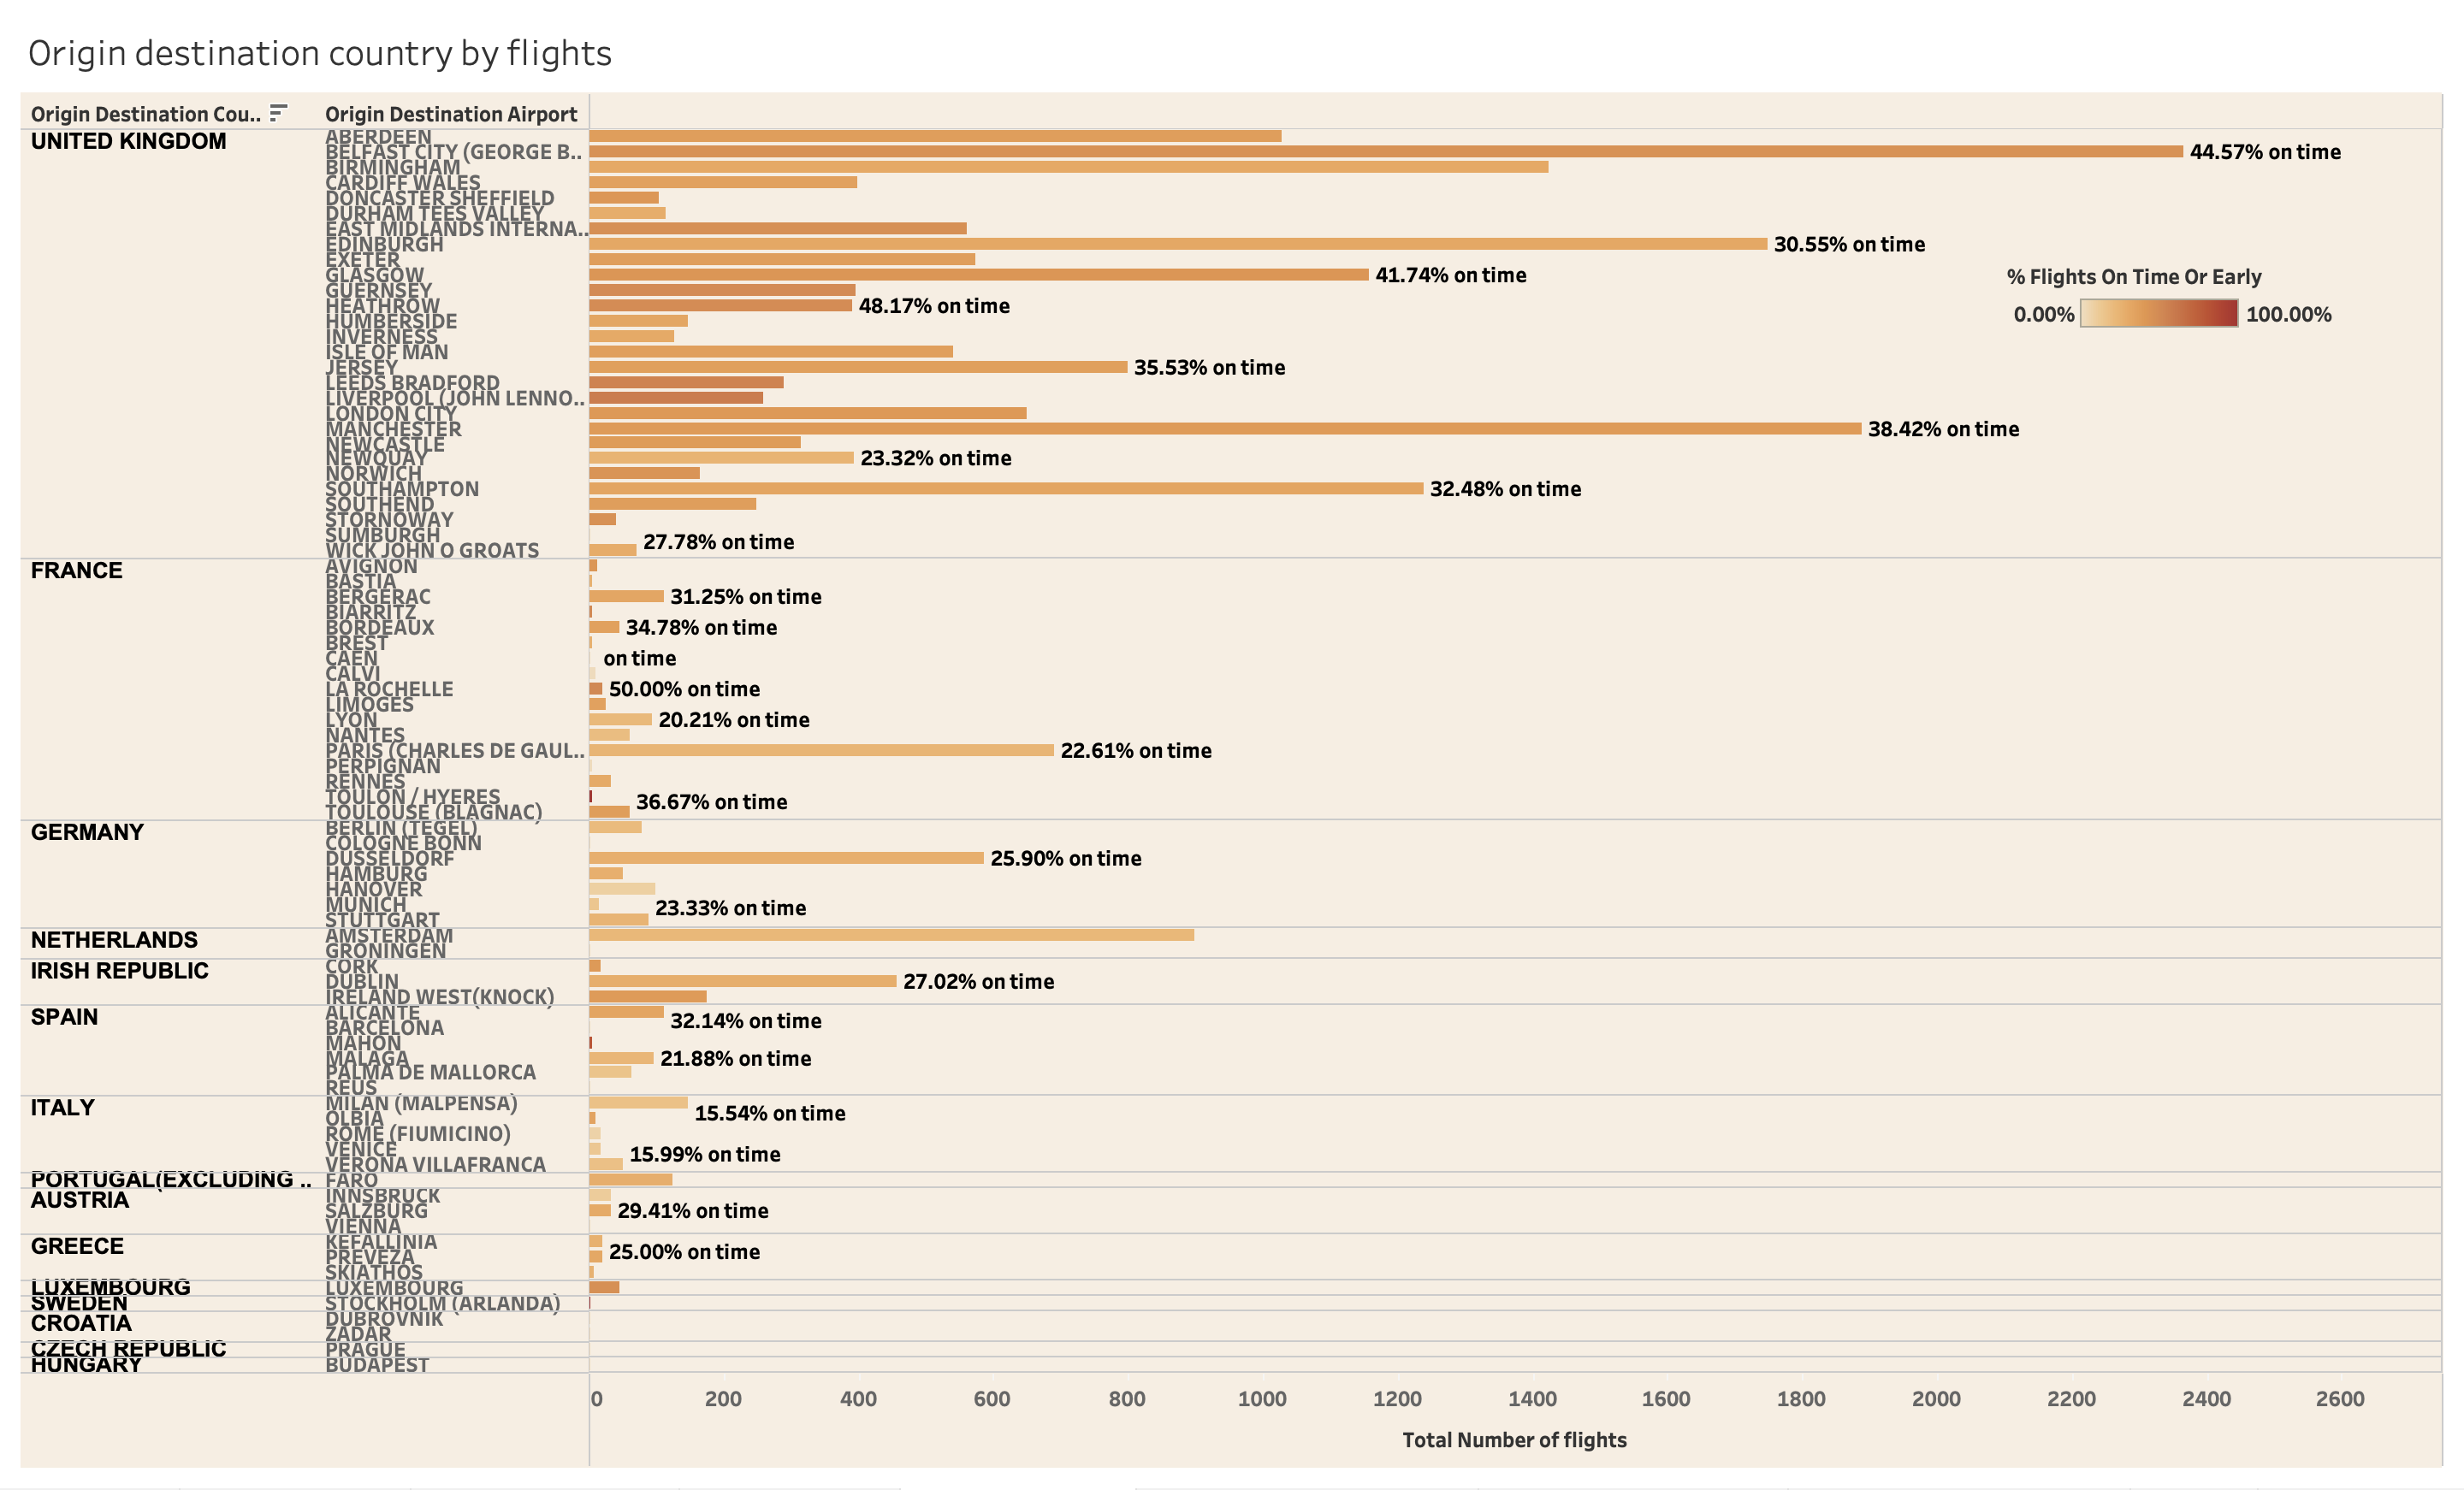 Origin destination country by flights
Origin Destination Cou.. Origin Destination Airport
UNITED KINGDOM ABERDEEN
BELFAST CITY (GEORGE B.. 44.57% on time
BIRMINGHAM
CARDIFF WALES
DONCASTER SHEFFIELD
DURHAM TEES VALLEY
EAST MIDLANDS INTERNA..
EDINBURGH 30.55% on time
EXETER
GLASGOW 41.74% on time
% Flights On Time Or Early
GUERNSEY
HEATHROW 48.17% on time
0.00% 100.00%
HUMBERSIDE
INVERNESS
ISLE OF MAN
JERSEY 35.53% on time
LEEDS BRADFORD
LIVERPOOL (JOHN LENNO..
LONDON CITY
MANCHESTER 38.42% on time
NEWCASTLE
NEWQUAY 23.32% on time
NORWICH
SOUTHAMPTON 32.48% on time
SOUTHEND
STORNOWAY
SUMBURGH
27.78% on time
WICK JOHN O GROATS
FRANCE AVIGNON
BASTIA
BERGERAC 31.25% on time
BIARRITZ
BORDEAUX 34.78% on time
BREST
CAEN on time
CALVI
LA ROCHELLE 50.00% on time
LIMOGES
LYON 20.21% on time
NANTES
PARIS (CHARLES DE GAUL.. 22.61% on time
PERPIGNAN
RENNES
TOULON / HYERES
36.67% on time
TOULOUSE (BLAGNAC)
GERMANY BERLIN (TEGEL)
COLOGNE BONN
DUSSELDORF 25.90% on time
HAMBURG
HANOVER
MUNICH
23.33% on time
STUTTGART
NETHERLANDS AMSTERDAM
GRONINGEN
IRISH REPUBLIC CORK
DUBLIN 27.02% on time
IRELAND WEST(KNOCK)
SPAIN ALICANTE
32.14% on time
BARCELONA
MAHON
MALAGA 21.88% on time
PALMA DE MALLORCA
REUS
ITALY MILAN (MALPENSA)
15.54% on time
OLBIA
ROME (FIUMICINO)
VENICE
15.99% on time
VERONA VILLAFRANCA
PORTUGAL(EXCLUDING .. FARO
AUSTRIA INNSBRUCK
SALZBURG 29.41% on time
VIENNA
GREECE KEFALLINIA
25.00% on time
PREVEZA
SKIATHOS
LUXEMBOURG LUXEMBOURG
SWEDEN STOCKHOLM (ARLANDA)
CROATIA DUBROVNIK
ZADAR
CZECH REPUBLIC PRAGUE
HUNGARY BUDAPEST
0 200 400 600 800 1000 1200 1400 1600 1800 2000 2200 2400 2600
Total Number of flights